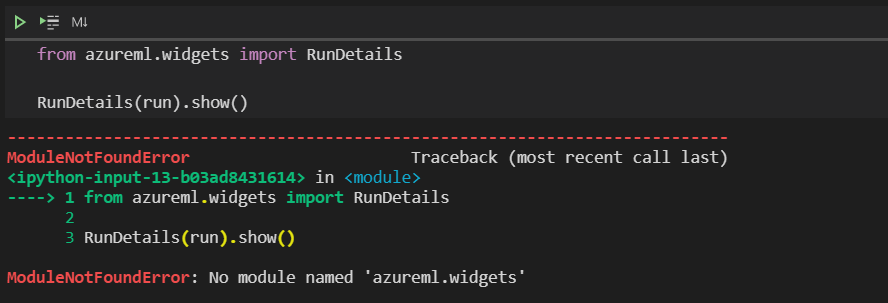 M↓
from azureml.widgets import RunDetails
RunDetails(run).show()
---------------------------------------------------------------------------
ModuleNotFoundError                       Traceback (most recent call last)
<ipython-input-13-b03ad8431614> in <module>
----> 1 from azureml.widgets import RunDetails
      2
      3 RunDetails(run).show()
ModuleNotFoundError: No module named 'azureml.widgets'